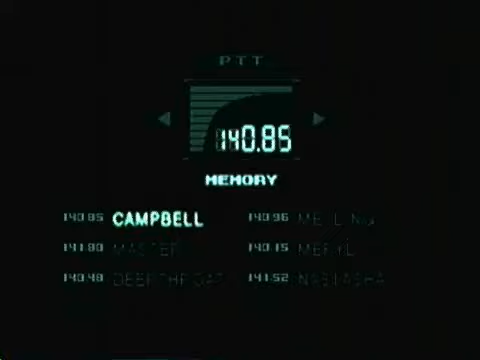 PTT
140.85
MEMORY
140.85 CAMPBELL 140.96 MEI LING
141.80 MASTER 140.15 MERYL
140.48 DEEPTHROAT 141.52 NASTASHA